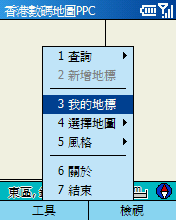 香港數碼地圖PPC
1 查詢
2 新增地標
3 我的地標
4 選擇地圖
5 風格
6 關於
7 結束
東區,
工具
檢視